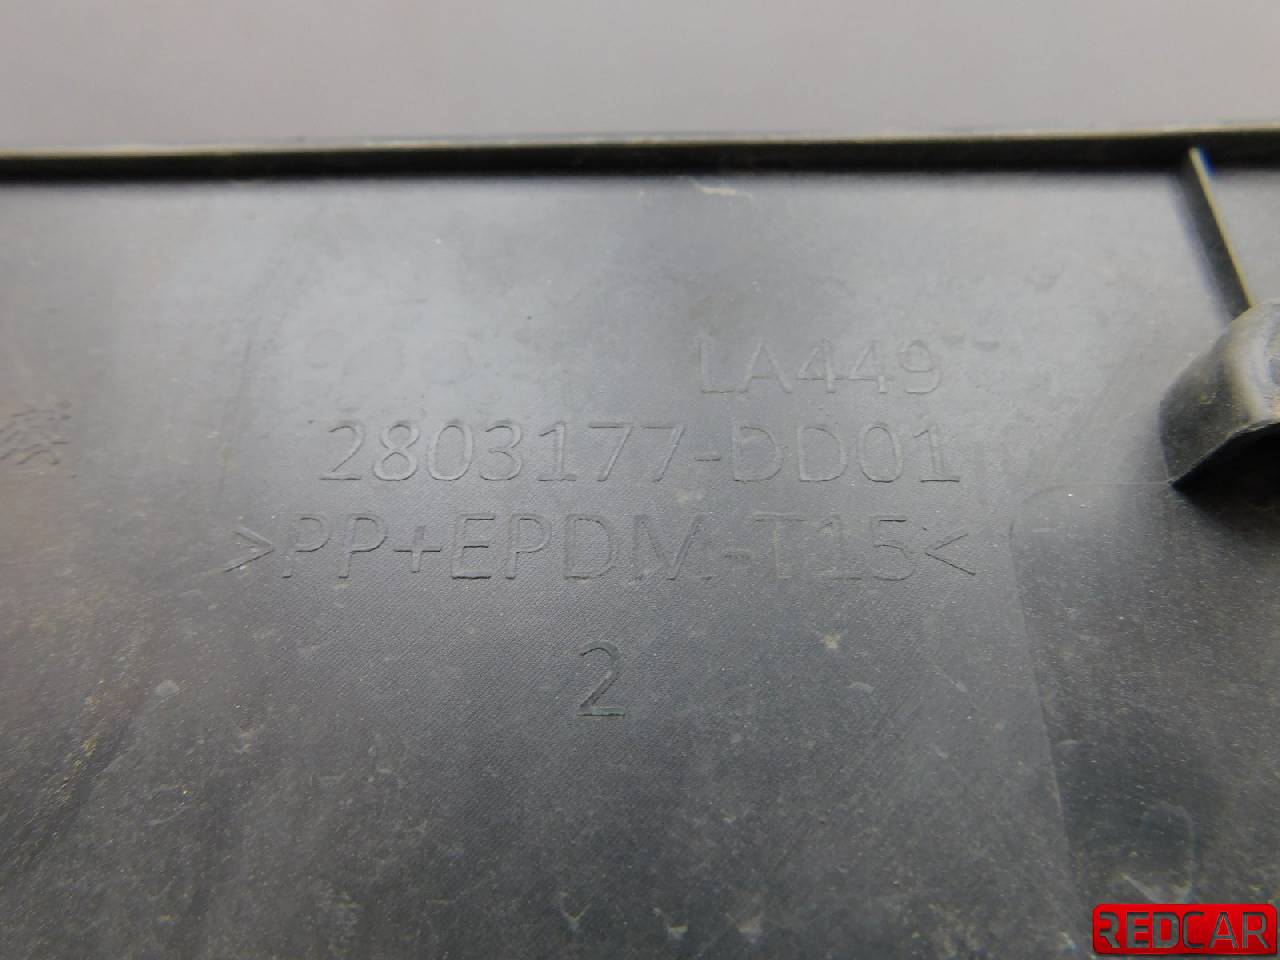 LA449
2803177-DD01
>PP+EPDM-T15<
2
REDCAR